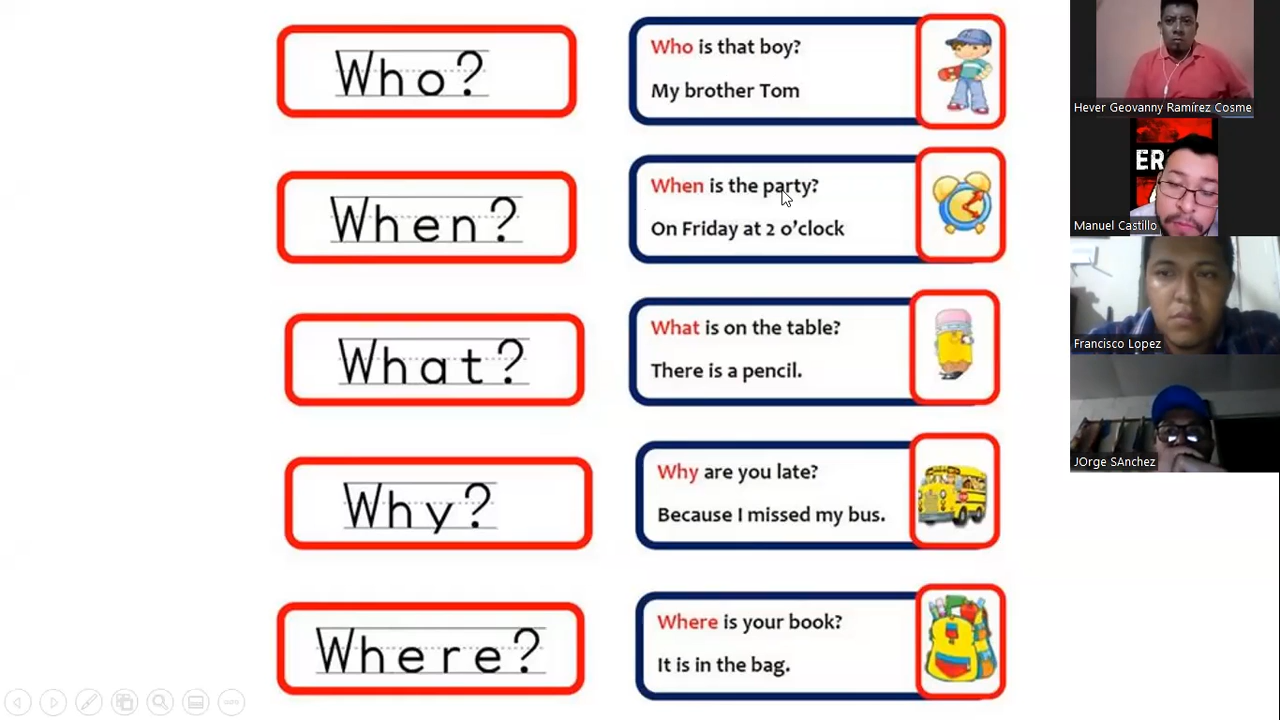 Who?
Who is that boy?
My brother Tom
When?
When is the party?
On Friday at 2 o'clock
What?
What is on the table?
There is a pencil.
Why?
Why are you late?
Because I missed my bus.
Where?
Where is your book?
It is in the bag.
Hever Geovanny Ramírez Cosme
ER
A
Manuel Castillo
Francisco Lopez
JOrge SAnchez